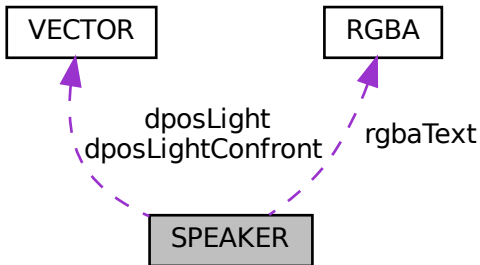 VECTOR
RGBA
dposLight
dposLightConfront
rgbaText
SPEAKER